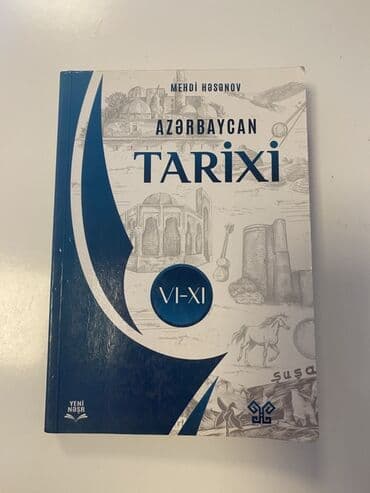 MEHDİ HƏSƏNOV
AZƏRBAYCAN
TARİXİ
VI-XI
Şuşa
YENİ
NƏŞR